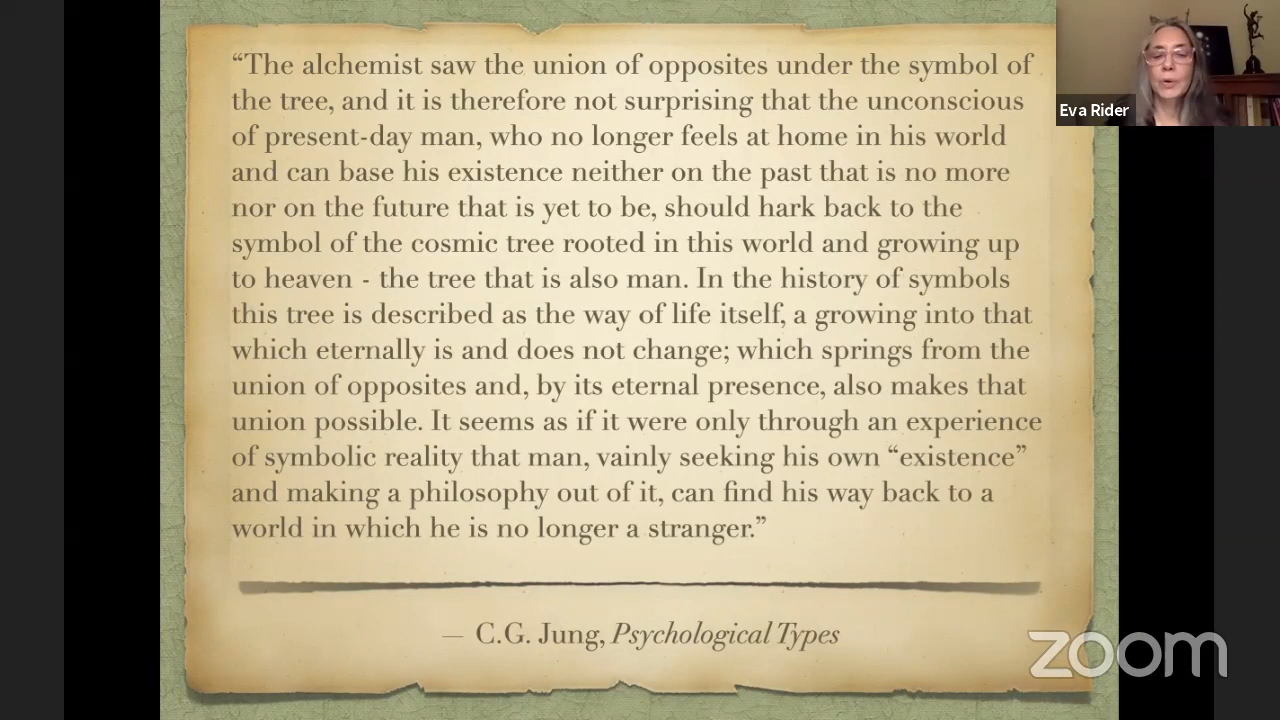 “The alchemist saw the union of opposites under the symbol of
the tree, and it is therefore not surprising that the unconscious
of present-day man, who no longer feels at home in his world
and can base his existence neither on the past that is no more
nor on the future that is yet to be, should hark back to the
symbol of the cosmic tree rooted in this world and growing up
to heaven - the tree that is also man. In the history of symbols
this tree is described as the way of life itself, a growing into that
which eternally is and does not change; which springs from the
union of opposites and, by its eternal presence, also makes that
union possible. It seems as if it were only through an experience
of symbolic reality that man, vainly seeking his own “existence”
and making a philosophy out of it, can find his way back to a
world in which he is no longer a stranger.”
— C.G. Jung, Psychological Types
Eva Rider
zoom